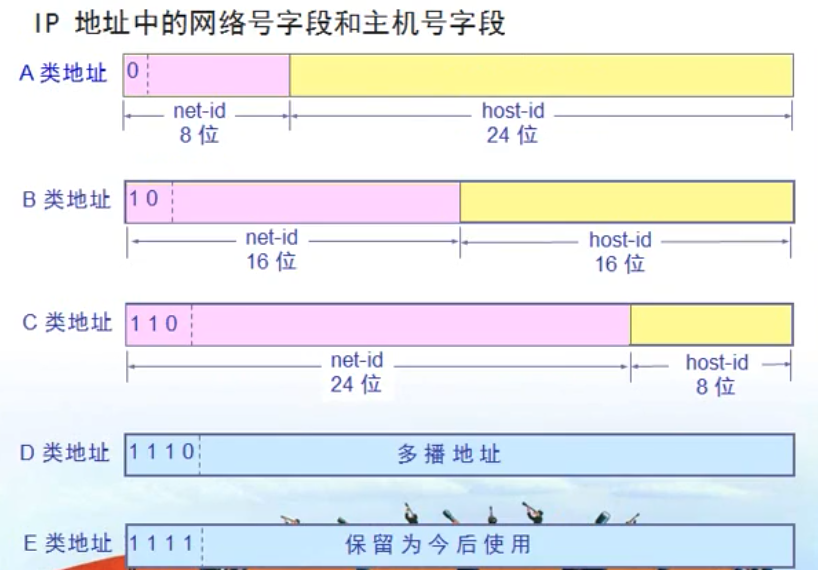 IP 地址中的网络号字段和主机号字段
A 类地址
0
net-id
8 位
host-id
24 位
B 类地址
1 0
net-id
16 位
host-id
16 位
C 类地址
1 1 0
net-id
24 位
host-id
8 位
D 类地址
1 1 1 0
多 播 地 址
E 类地址
1 1 1 1
保 留 为 今 后 使 用